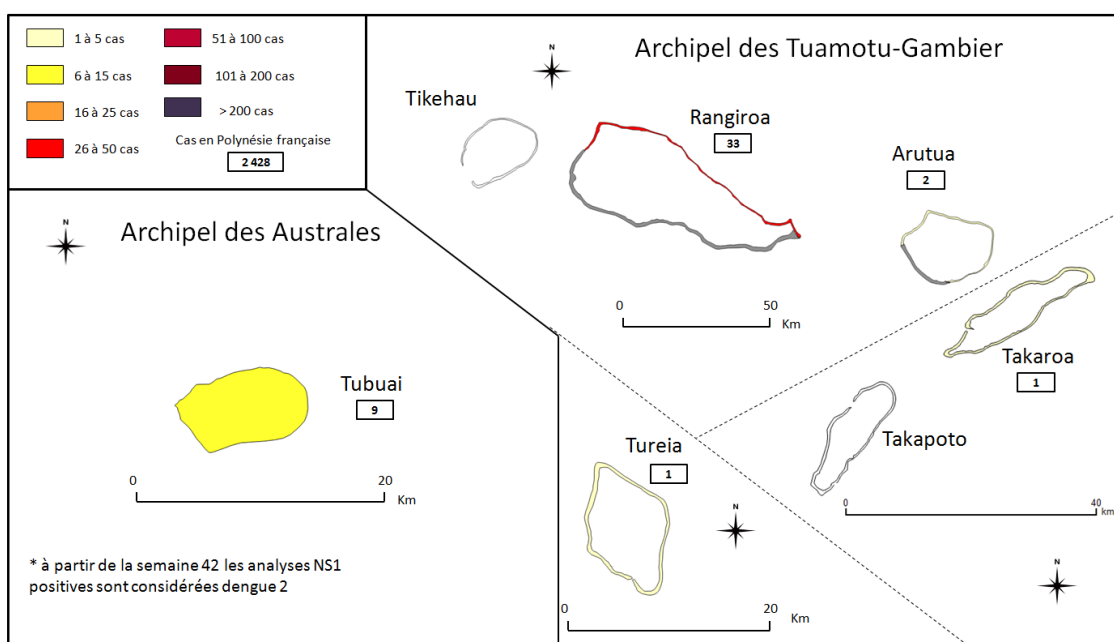 1 à 5 cas
6 à 15 cas
16 à 25 cas
26 à 50 cas
51 à 100 cas
101 à 200 cas
> 200 cas
Cas en Polynésie française
2 428
Archipel des Tuamotu-Gambier
N
Tikehau
Rangiroa
33
Arutua
2
0 50
Km
Takaroa
1
Takapoto
0 40
km
N
N
Archipel des Australes
Tubuai
9
0 20
Km
* à partir de la semaine 42 les analyses NS1
positives sont considérées dengue 2
Tureia
1
N
0 20
Km